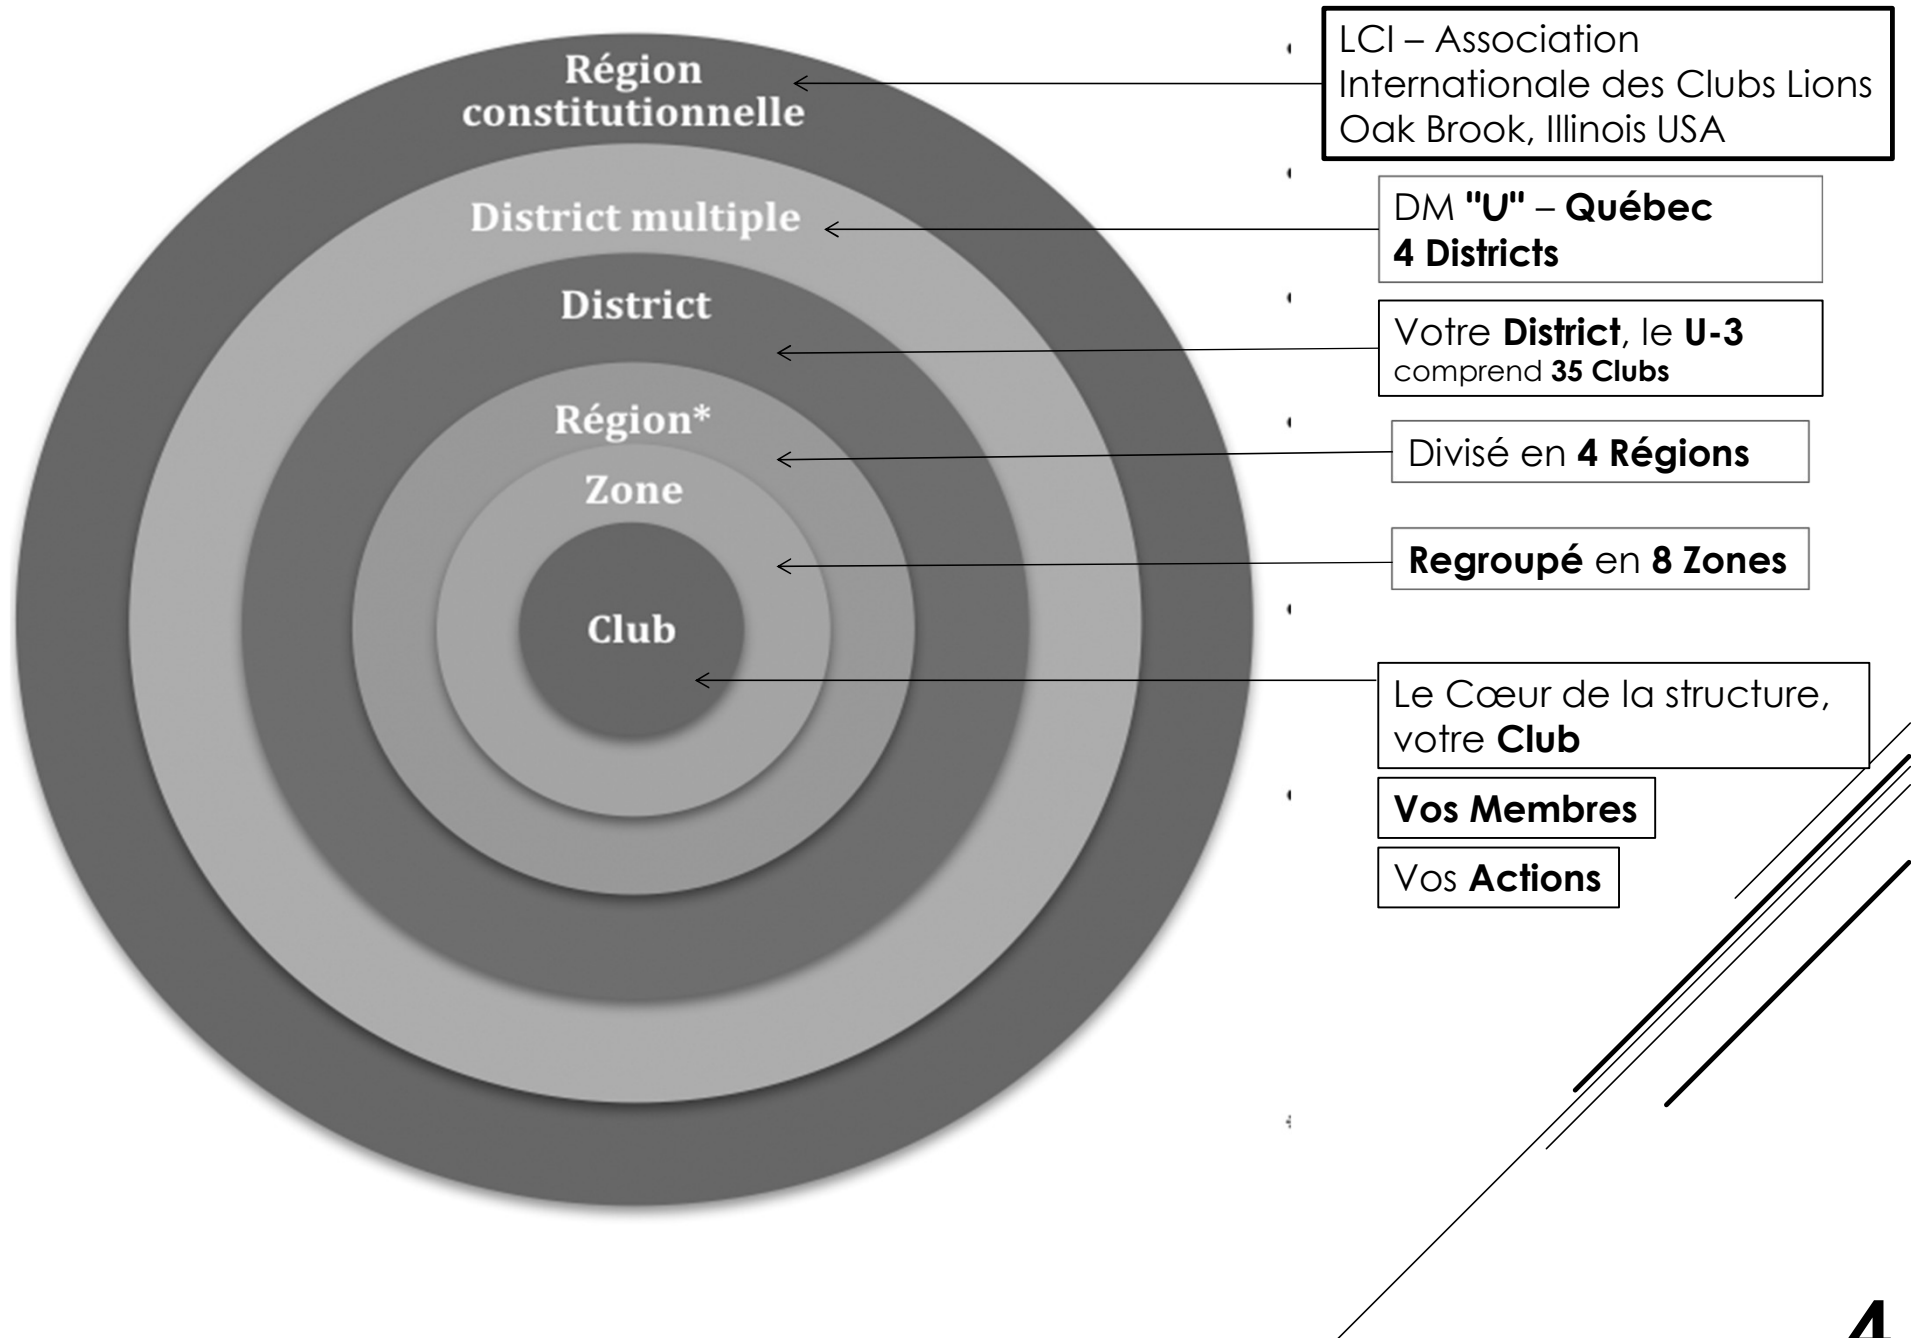 Région
constitutionnelle
District multiple
District
Région*
Zone
Club
LCI – Association
Internationale des Clubs Lions
Oak Brook, Illinois USA
DM "U" – Québec
4 Districts
Votre District, le U-3
comprend 35 Clubs
Divisé en 4 Régions
Regroupé en 8 Zones
Le Cœur de la structure,
votre Club
Vos Membres
Vos Actions
4